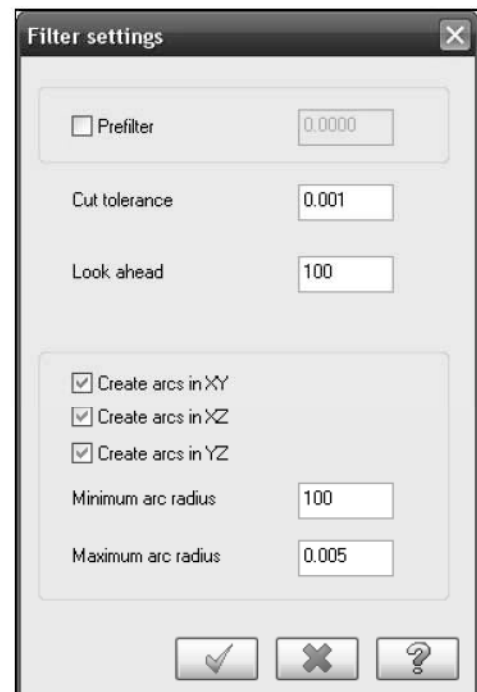 Filter settings
Prefilter 0.0000
Cut tolerance 0.001
Look ahead 100
Create arcs in XY
Create arcs in XZ
Create arcs in YZ
Minimum arc radius 100
Maximum arc radius 0.005